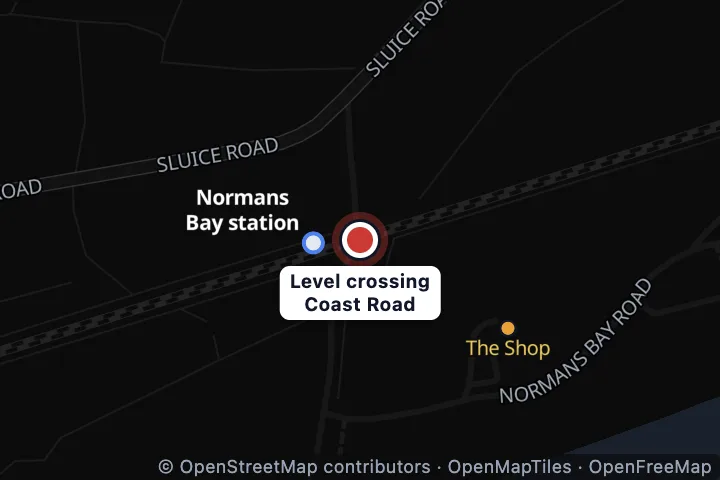 SLUICE ROA
SLUICE ROAD
ROAD
Normans
Bay station
Level crossing
Coast Road
The Shop
NORMANS BAY ROAD
© OpenStreetMap contributors · OpenMapTiles · OpenFreeMap